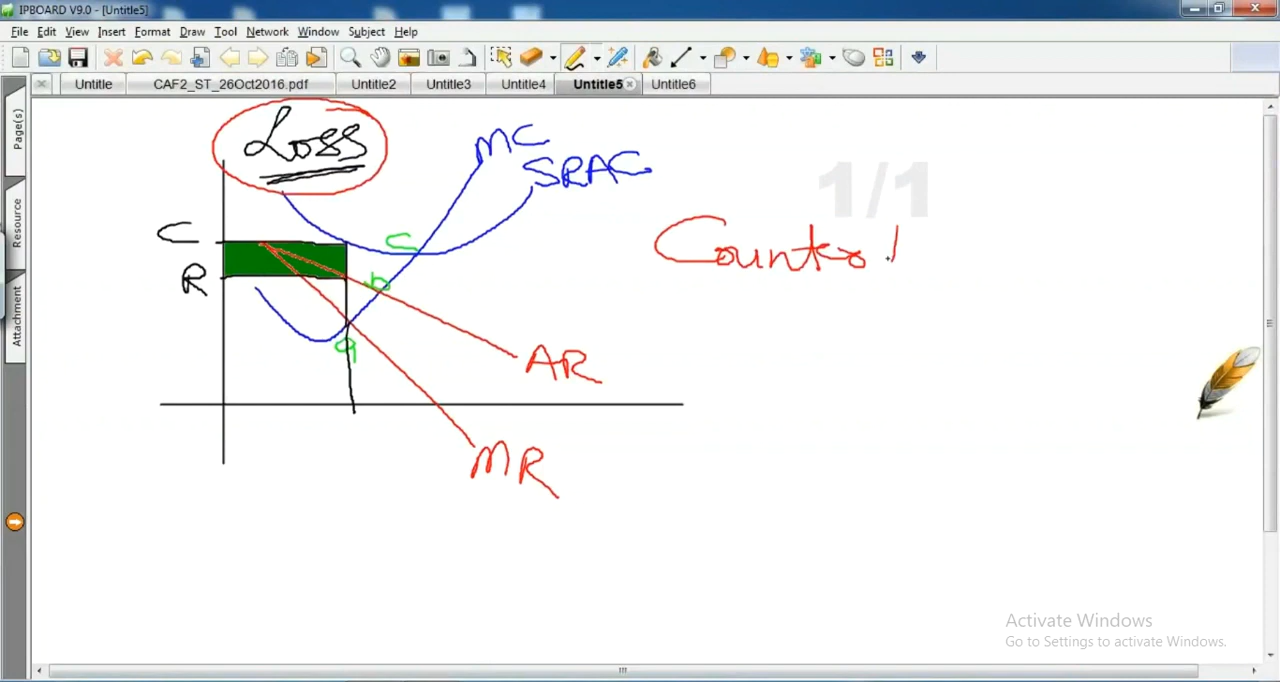 IPBOARD V9.0 - [Untitle5]
File Edit View Insert Format Draw Tool Network Window Subject Help
Untitle CAF2_ST_26Oct2016.pdf Untitle2 Untitle3 Untitle4 Untitle5 Untitle6
Page(s)
Resource
Attachment
Loss
MC
SRAC
1/1
C
R
c
b
a
AR
MR
Counter
Activate Windows
Go to Settings to activate Windows.